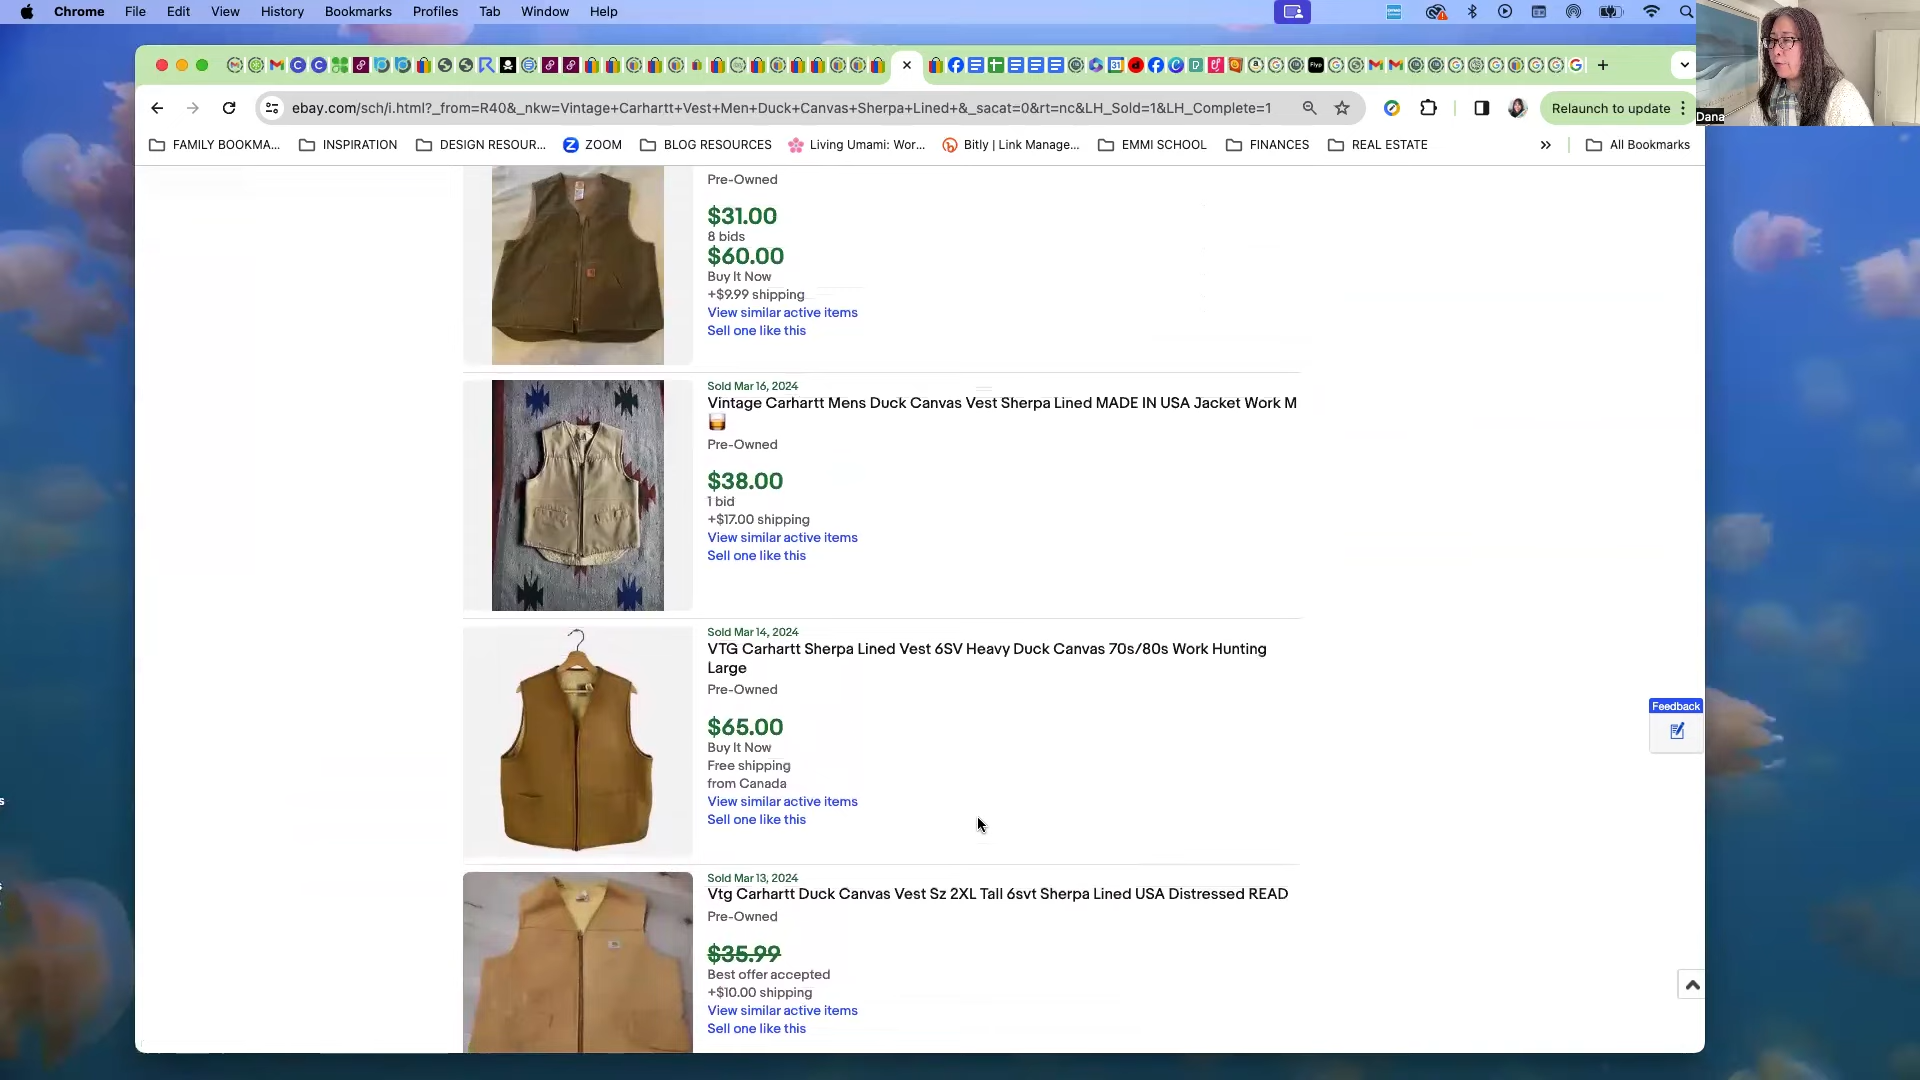 Chrome File Edit View History Bookmarks Profiles Tab Window Help
ebay.com/sch/i.html?_from=R40&_nkw=Vintage+Carhartt+Vest+Men+Duck+Canvas+Sherpa+Lined+&_sacat=0&rt=nc&LH_Sold=1&LH_Complete=1
Relaunch to update
Dana
FAMILY BOOKMA... INSPIRATION DESIGN RESOUR... ZOOM BLOG RESOURCES Living Umami: Wor... Bitly | Link Manage... EMMI SCHOOL FINANCES REAL ESTATE » All Bookmarks
Pre-Owned
$31.00
8 bids
$60.00
Buy It Now
+$9.99 shipping
View similar active items
Sell one like this
Sold Mar 16, 2024
Vintage Carhartt Mens Duck Canvas Vest Sherpa Lined MADE IN USA Jacket Work M
🥃
Pre-Owned
$38.00
1 bid
+$17.00 shipping
View similar active items
Sell one like this
Sold Mar 14, 2024
VTG Carhartt Sherpa Lined Vest 6SV Heavy Duck Canvas 70s/80s Work Hunting
Large
Pre-Owned
$65.00
Buy It Now
Free shipping
from Canada
View similar active items
Sell one like this
Feedback
Sold Mar 13, 2024
Vtg Carhartt Duck Canvas Vest Sz 2XL Tall 6svt Sherpa Lined USA Distressed READ
Pre-Owned
$35.99
Best offer accepted
+$10.00 shipping
View similar active items
Sell one like this